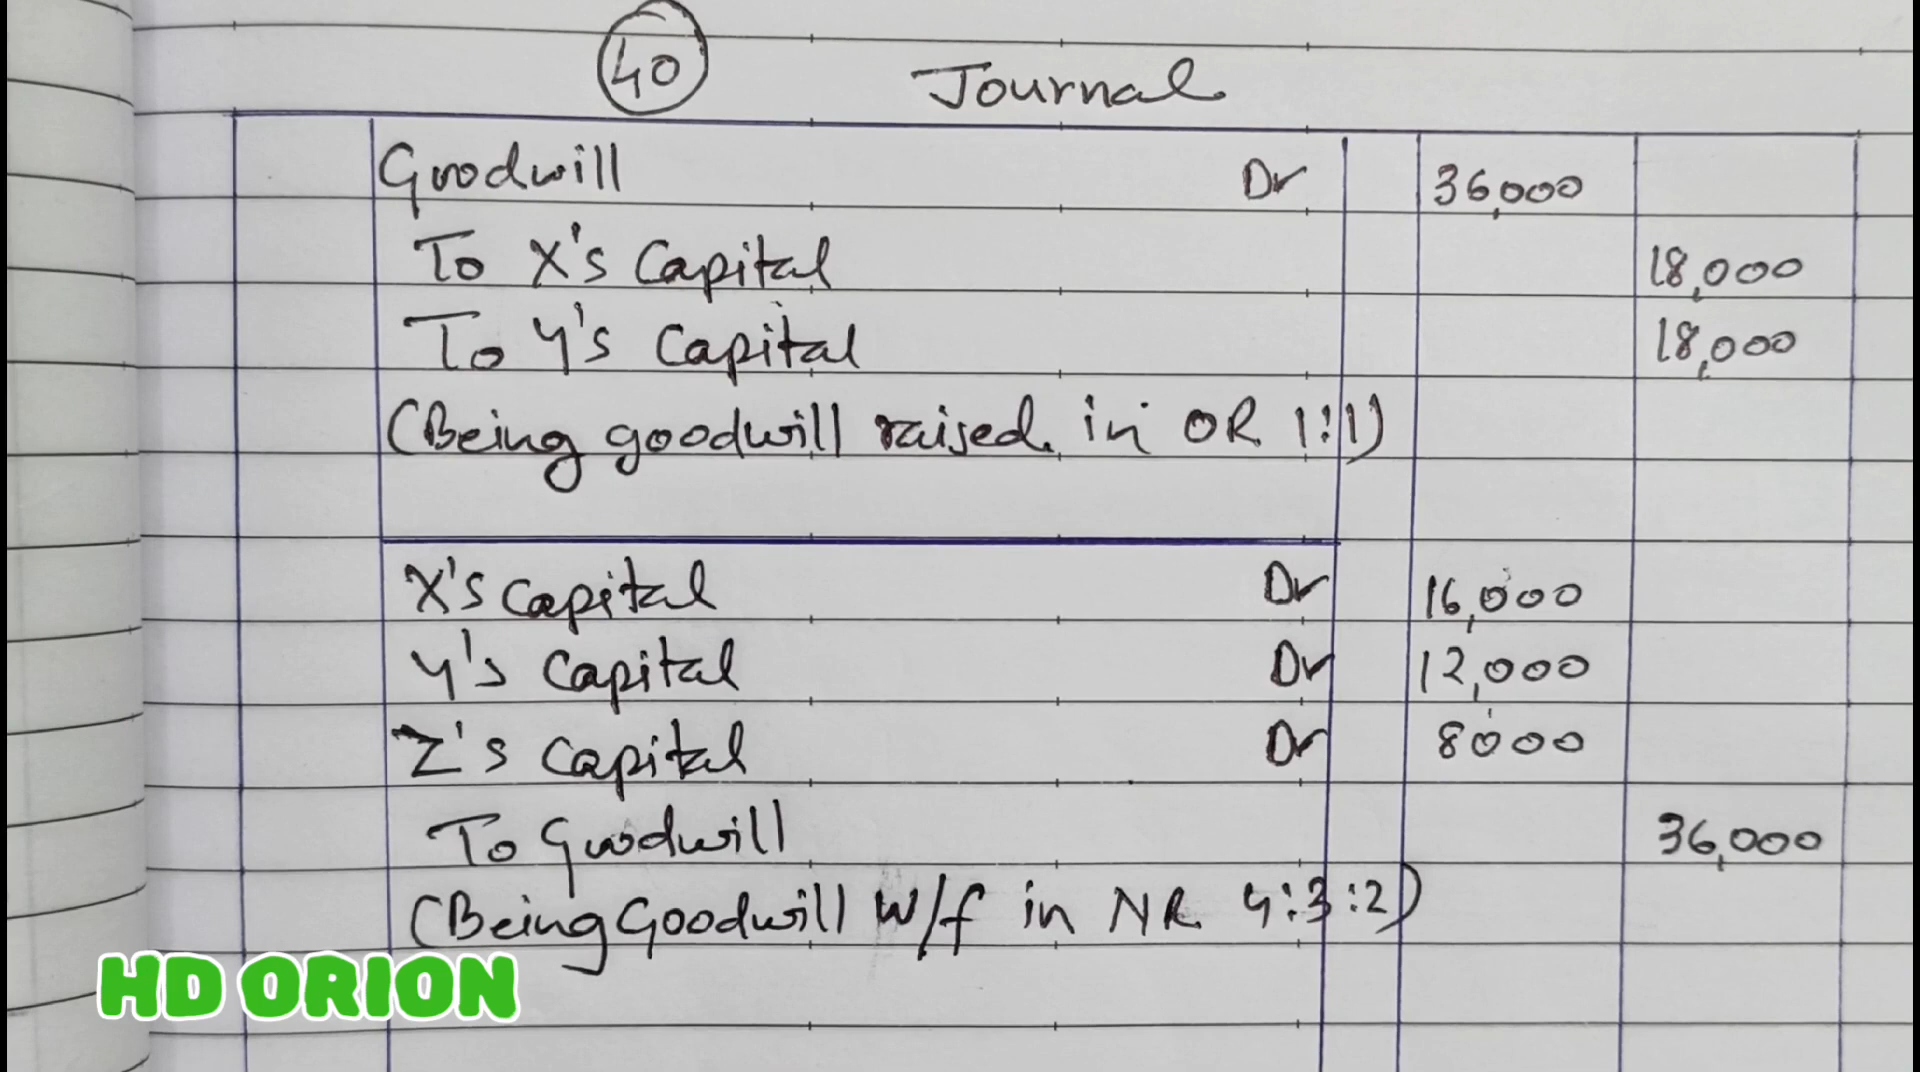 40 Journal
Goodwill Dr 36,000
To X's Capital 18,000
To Y's Capital 18,000
(Being goodwill raised in OR 1:1)
X's Capital Dr 16,000
Y's Capital Dr 12,000
Z's Capital Dr 8000
To Goodwill 36,000
(Being Goodwill w/f in NR 4:3:2)
HD ORION